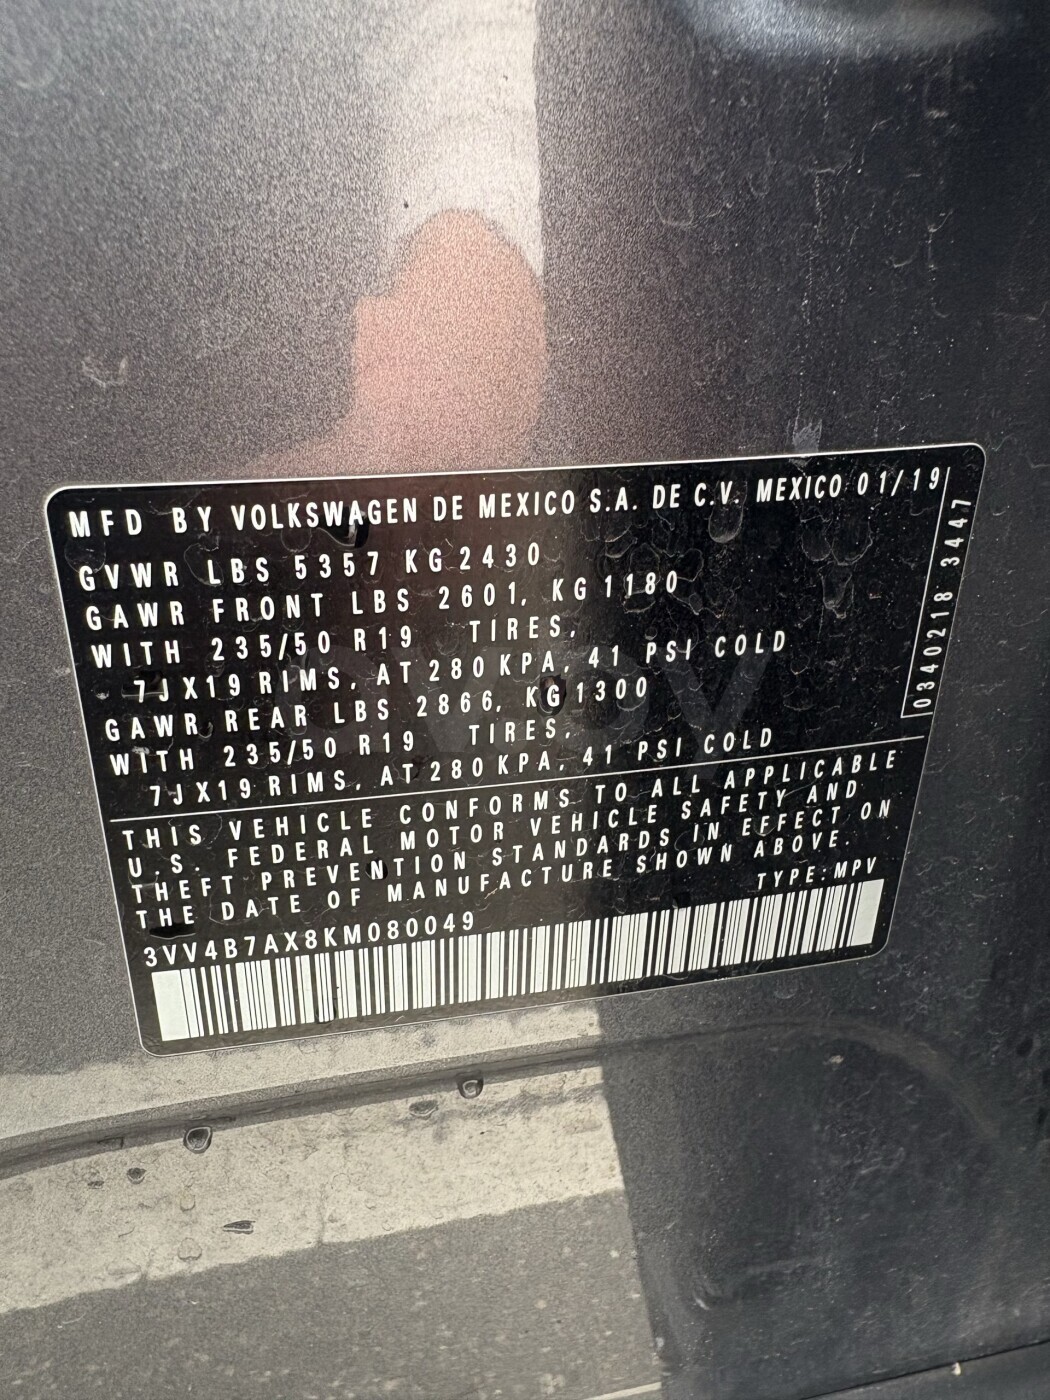 MFD BY VOLKSWAGEN DE MEXICO S.A. DE C.V. MEXICO 01/19
GVWR LBS 5357 KG 2430
GAWR FRONT LBS 2601, KG 1180
WITH 235/50 R19 TIRES,
7JX19 RIMS, AT 280 KPA, 41 PSI COLD
GAWR REAR LBS 2866, KG 1300
WITH 235/50 R19 TIRES,
7JX19 RIMS, AT 280 KPA, 41 PSI COLD
0340218 3447
THIS VEHICLE CONFORMS TO ALL APPLICABLE
U.S. FEDERAL MOTOR VEHICLE SAFETY AND
THEFT PREVENTION STANDARDS IN EFFECT ON
THE DATE OF MANUFACTURE SHOWN ABOVE.
3VV4B7AX8KM080049 TYPE:MPV